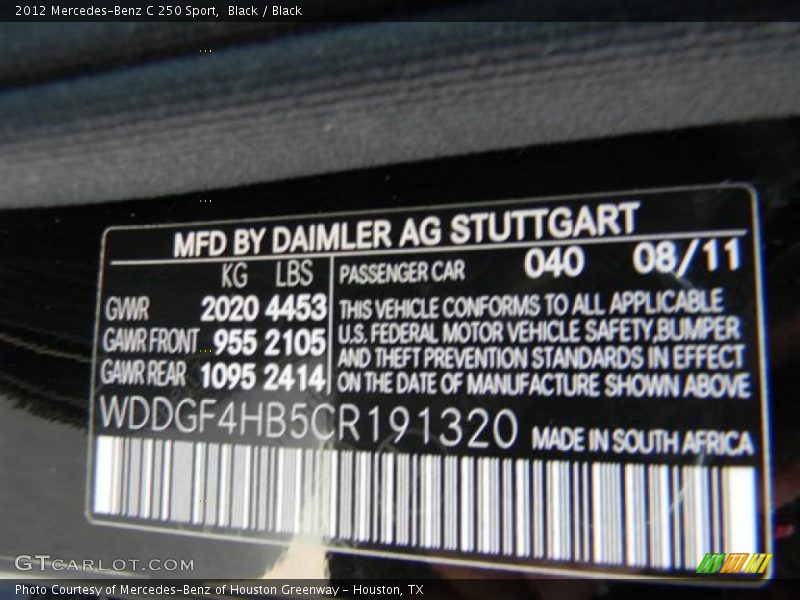 2012 Mercedes-Benz C 250 Sport,  Black / Black
MFD BY DAIMLER AG STUTTGART
KG LBS PASSENGER CAR 040 08/11
GVWR 2020 4453 THIS VEHICLE CONFORMS TO ALL APPLICABLE
GAWR FRONT 955 2105 U.S. FEDERAL MOTOR VEHICLE SAFETY,BUMPER
GAWR REAR 1095 2414 AND THEFT PREVENTION STANDARDS IN EFFECT
ON THE DATE OF MANUFACTURE SHOWN ABOVE
WDDGF4HB5CR191320 MADE IN SOUTH AFRICA
GTCARLOT.COM
Photo Courtesy of Mercedes-Benz of Houston Greenway - Houston, TX